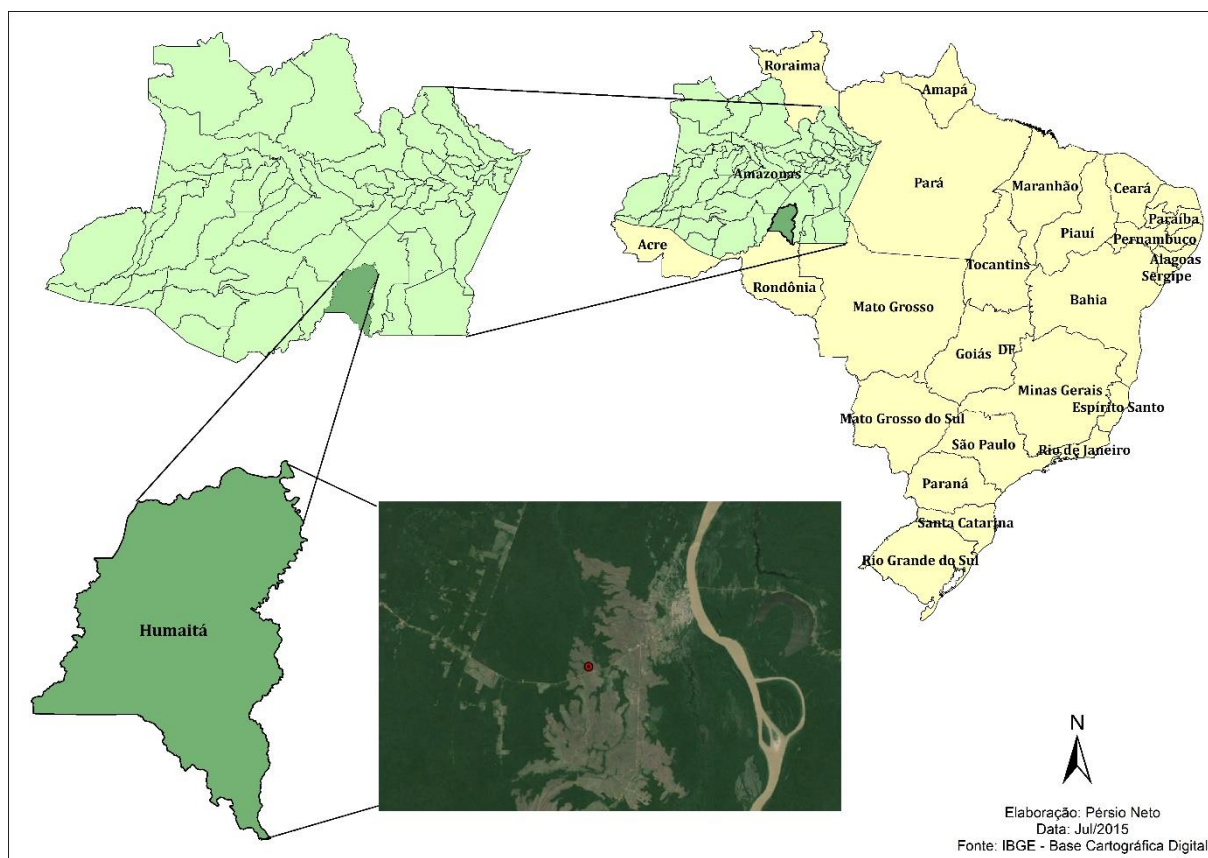 Roraima
Amapá
Amazonas
Pará
Maranhão
Ceará
Paraíba
Piauí
Pernambuco
Acre
Alagoas
Tocantins
Sergipe
Rondônia
Bahia
Mato Grosso
Goiás
DF
Minas Gerais
Espírito Santo
Mato Grosso do Sul
São Paulo
Rio de Janeiro
Paraná
Santa Catarina
Rio Grande do Sul
Humaitá
N
Elaboração: Pérsio Neto
Data: Jul/2015
Fonte: IBGE - Base Cartográfica Digital